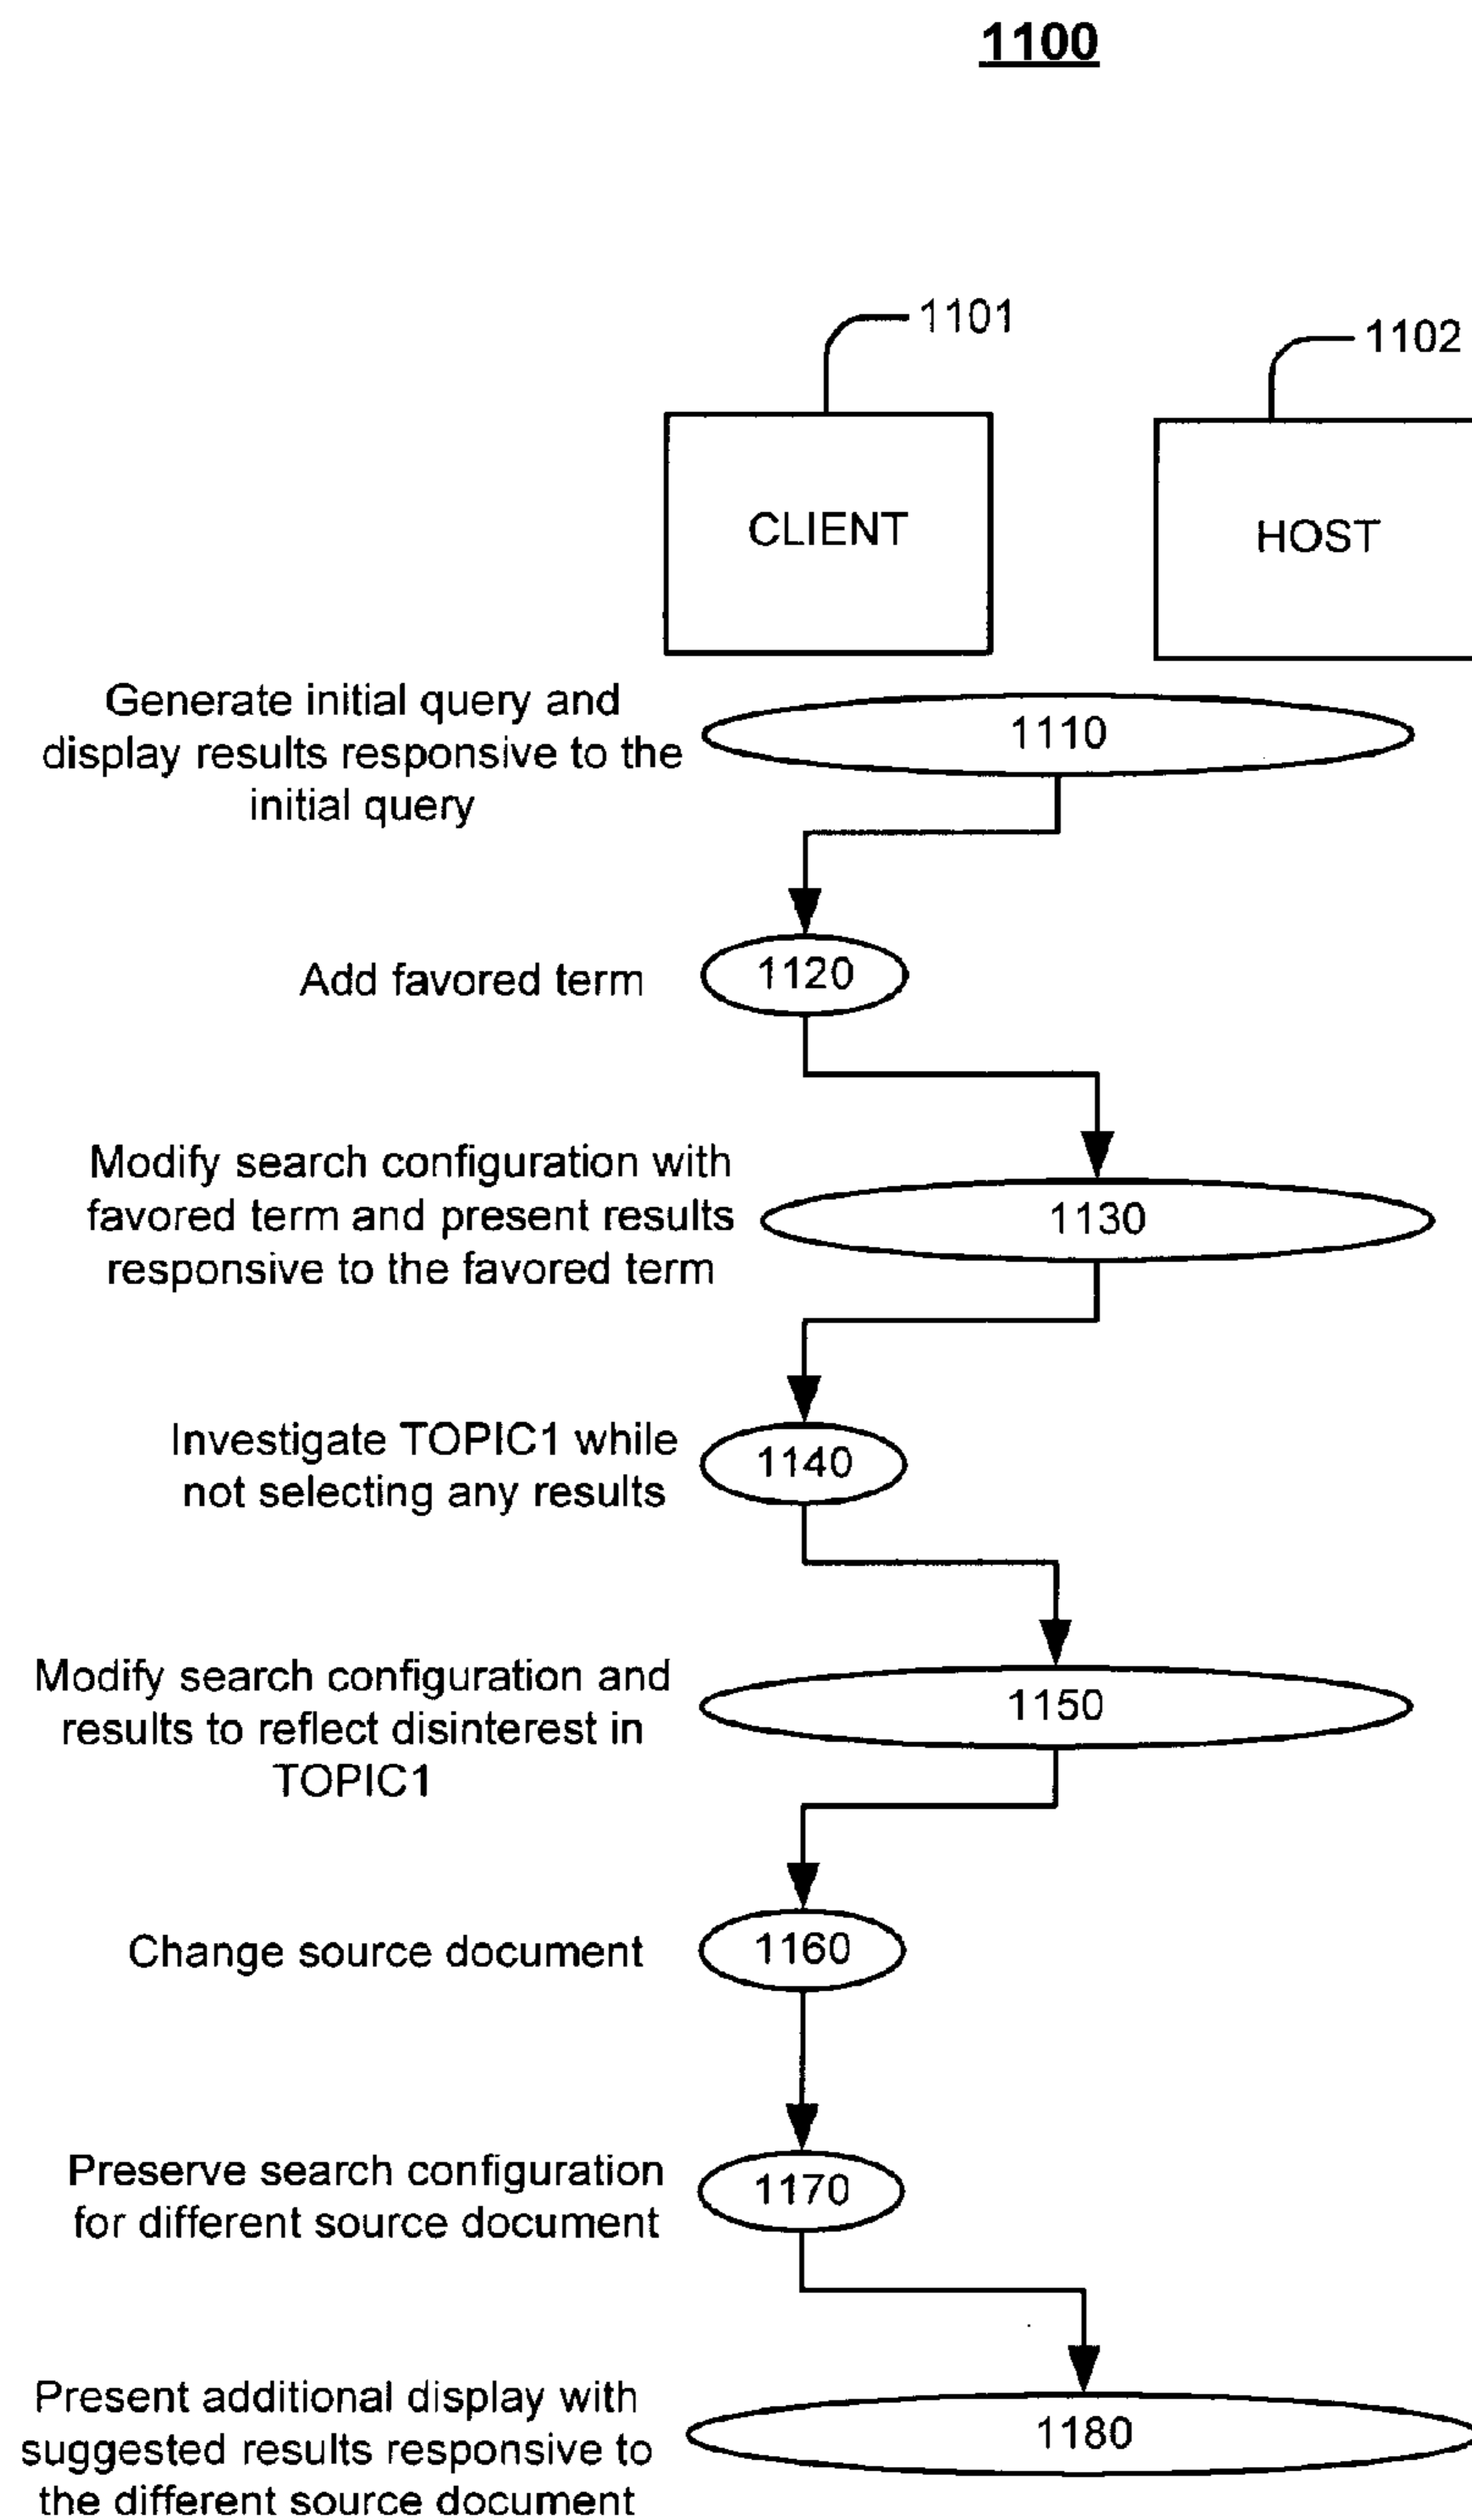 1100
1101
1102
CLIENT
HOST
Generate initial query and
display results responsive to the
initial query
1110
Add favored term
1120
Modify search configuration with
favored term and present results
responsive to the favored term
1130
Investigate TOPIC1 while
not selecting any results
1140
Modify search configuration and
results to reflect disinterest in
TOPIC1
1150
Change source document
1160
Preserve search configuration
for different source document
1170
Present additional display with
suggested results responsive to
the different source document
1180